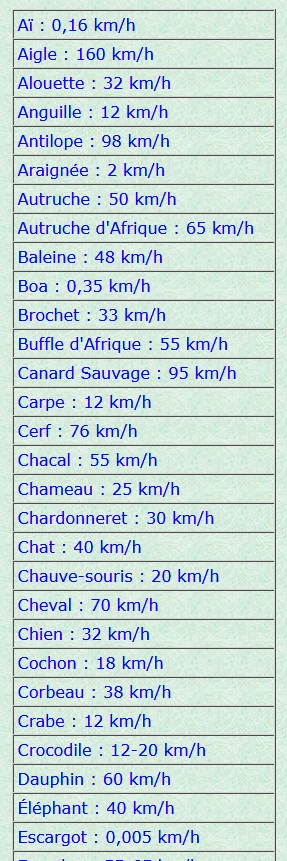 Aï : 0,16 km/h
Aigle : 160 km/h
Alouette : 32 km/h
Anguille : 12 km/h
Antilope : 98 km/h
Araignée : 2 km/h
Autruche : 50 km/h
Autruche d'Afrique : 65 km/h
Baleine : 48 km/h
Boa : 0,35 km/h
Brochet : 33 km/h
Buffle d'Afrique : 55 km/h
Canard Sauvage : 95 km/h
Carpe : 12 km/h
Cerf : 76 km/h
Chacal : 55 km/h
Chameau : 25 km/h
Chardonneret : 30 km/h
Chat : 40 km/h
Chauve-souris : 20 km/h
Cheval : 70 km/h
Chien : 32 km/h
Cochon : 18 km/h
Corbeau : 38 km/h
Crabe : 12 km/h
Crocodile : 12-20 km/h
Dauphin : 60 km/h
Éléphant : 40 km/h
Escargot : 0,005 km/h